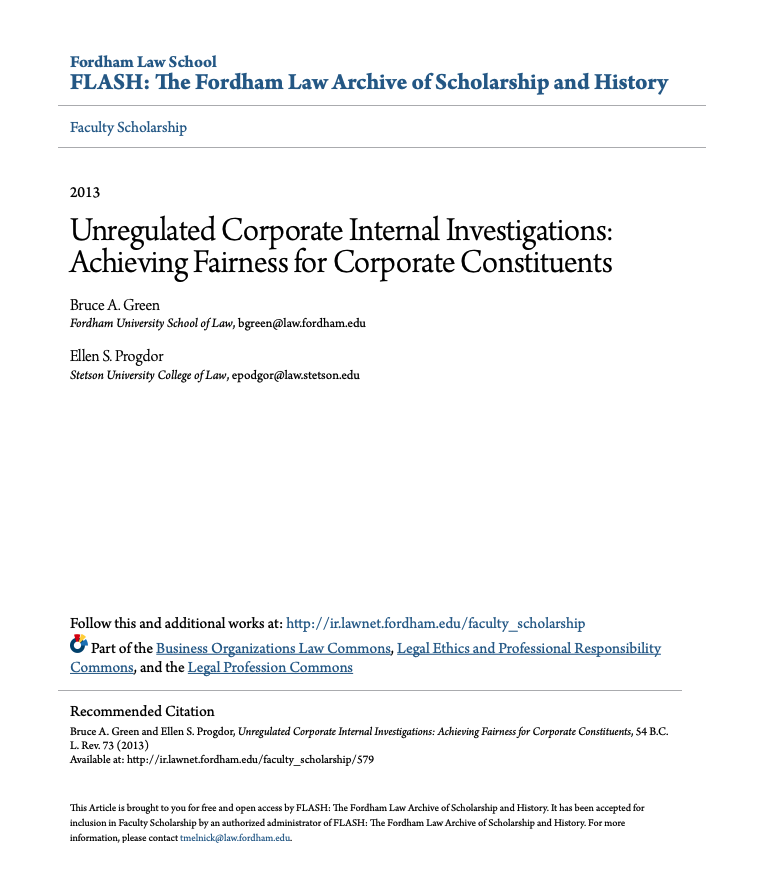 Fordham Law School
FLASH: The Fordham Law Archive of Scholarship and History
Faculty Scholarship
2013
Unregulated Corporate Internal Investigations:
Achieving Fairness for Corporate Constituents
Bruce A. Green
Fordham University School of Law, bgreen@law.fordham.edu
Ellen S. Progdor
Stetson University College of Law, epodgor@law.stetson.edu
Follow this and additional works at: http://ir.lawnet.fordham.edu/faculty_scholarship
Part of the Business Organizations Law Commons, Legal Ethics and Professional Responsibility
Commons, and the Legal Profession Commons
Recommended Citation
Bruce A. Green and Ellen S. Progdor, Unregulated Corporate Internal Investigations: Achieving Fairness for Corporate Constituents, 54 B.C.
L. Rev. 73 (2013)
Available at: http://ir.lawnet.fordham.edu/faculty_scholarship/579
This Article is brought to you for free and open access by FLASH: The Fordham Law Archive of Scholarship and History. It has been accepted for
inclusion in Faculty Scholarship by an authorized administrator of FLASH: The Fordham Law Archive of Scholarship and History. For more
information, please contact tmelnick@law.fordham.edu.